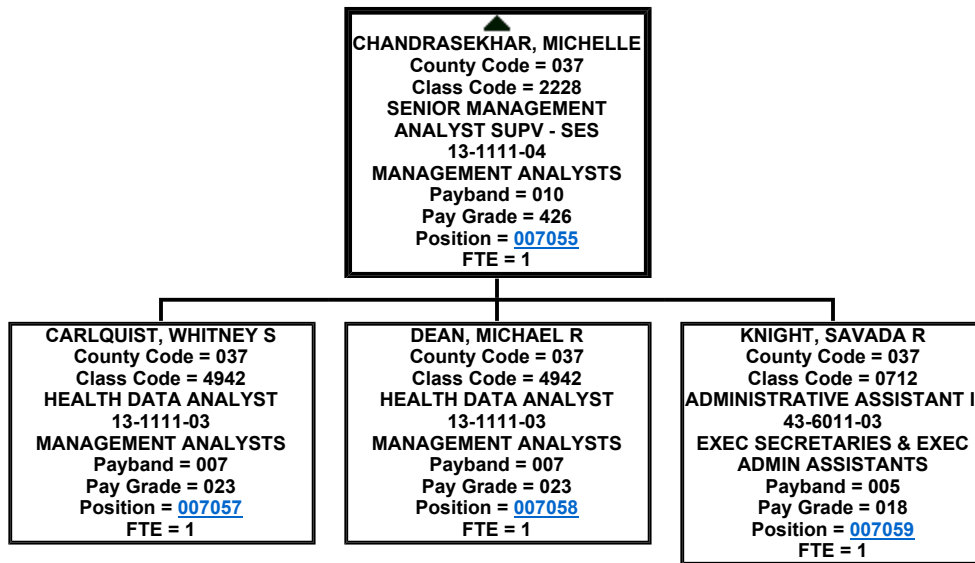 CHANDRASEKHAR, MICHELLE
County Code = 037
Class Code = 2228
SENIOR MANAGEMENT
ANALYST SUPV - SES
13-1111-04
MANAGEMENT ANALYSTS
Payband = 010
Pay Grade = 426
Position = 007055
FTE = 1
CARLQUIST, WHITNEY S
County Code = 037
Class Code = 4942
HEALTH DATA ANALYST
13-1111-03
MANAGEMENT ANALYSTS
Payband = 007
Pay Grade = 023
Position = 007057
FTE = 1
DEAN, MICHAEL R
County Code = 037
Class Code = 4942
HEALTH DATA ANALYST
13-1111-03
MANAGEMENT ANALYSTS
Payband = 007
Pay Grade = 023
Position = 007058
FTE = 1
KNIGHT, SAVADA R
County Code = 037
Class Code = 0712
ADMINISTRATIVE ASSISTANT I
43-6011-03
EXEC SECRETARIES & EXEC
ADMIN ASSISTANTS
Payband = 005
Pay Grade = 018
Position = 007059
FTE = 1